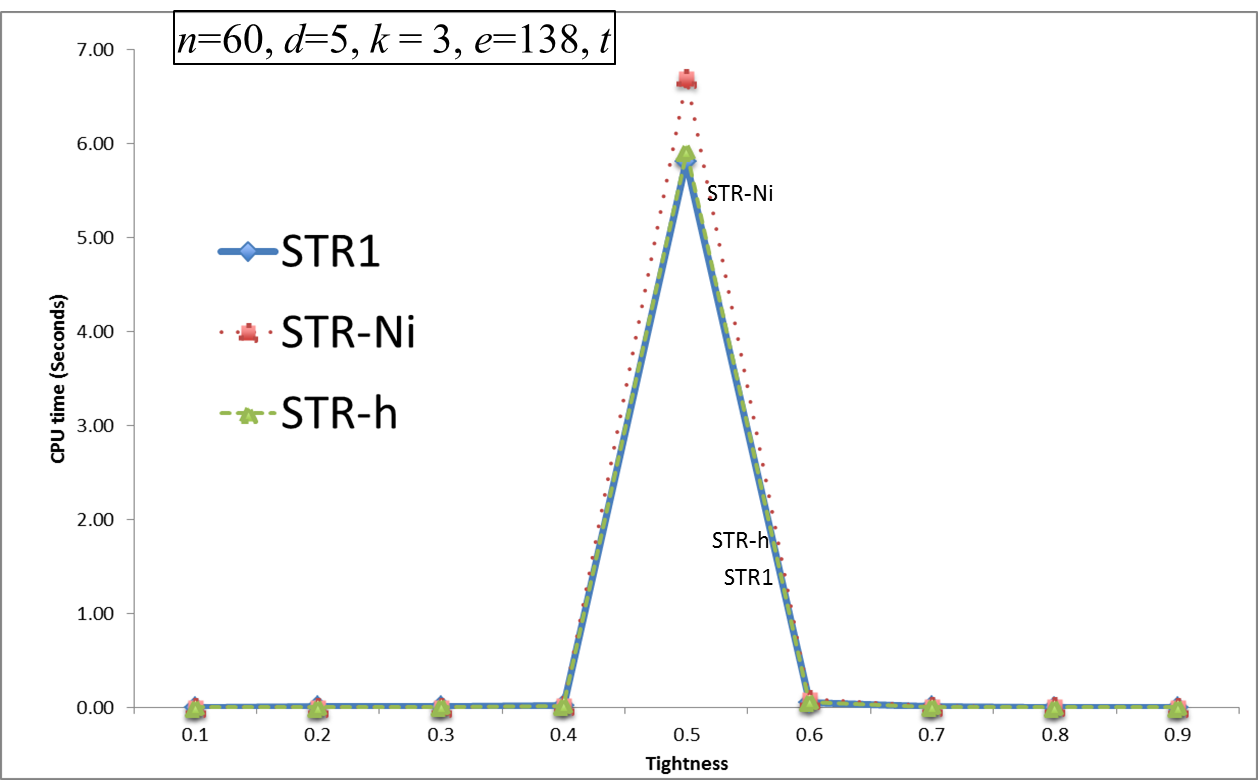 n=60, d=5, k = 3, e=138, t
7.00
6.00
5.00
4.00
3.00
2.00
1.00
0.00
CPU time (Seconds)
STR1
STR-Ni
STR-h
STR-Ni
STR-h
STR1
0.1 0.2 0.3 0.4 0.5 0.6 0.7 0.8 0.9
Tightness